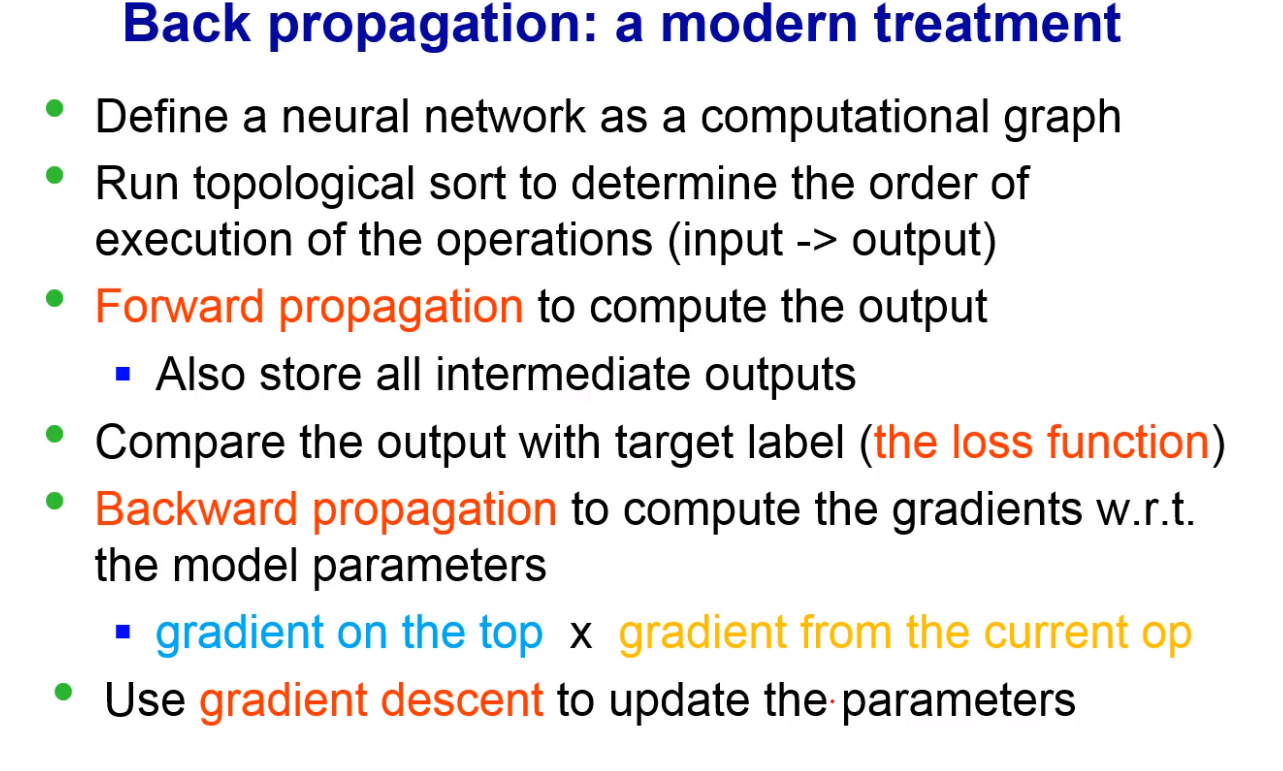 Back propagation: a modern treatment
• Define a neural network as a computational graph
• Run topological sort to determine the order of
execution of the operations (input -> output)
• Forward propagation to compute the output
▪ Also store all intermediate outputs
• Compare the output with target label (the loss function)
• Backward propagation to compute the gradients w.r.t.
the model parameters
▪ gradient on the top x gradient from the current op
• Use gradient descent to update the parameters